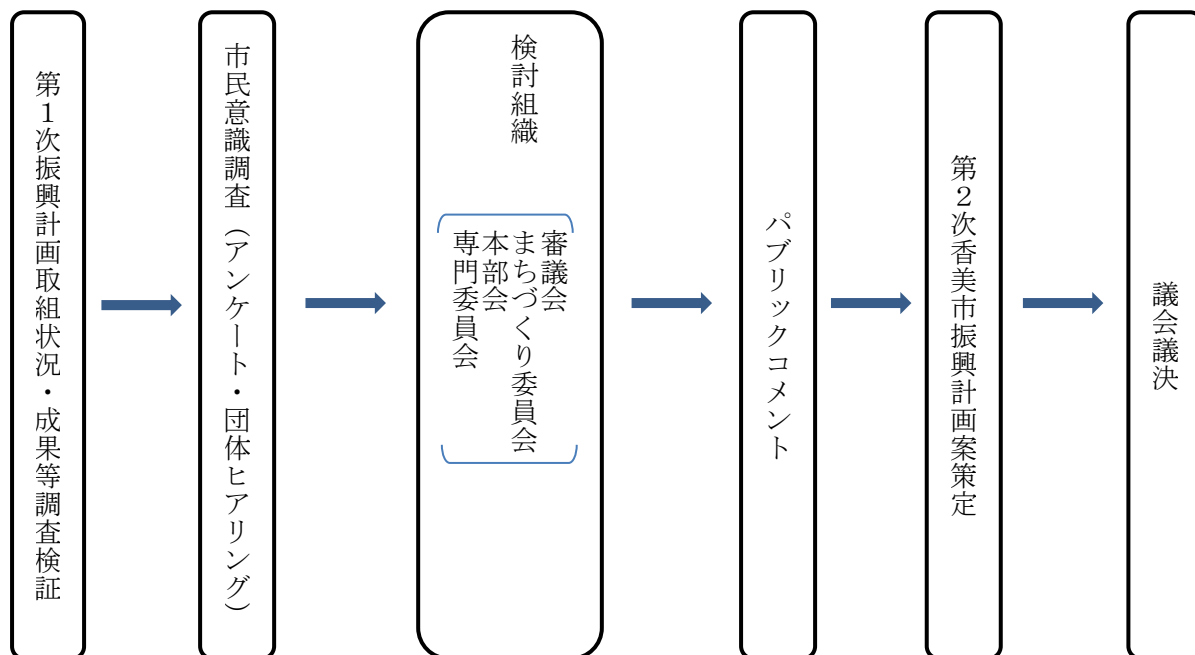 第１次振興計画取組状況・成果等調査検証
市民意識調査（アンケート・団体ヒアリング）
検討組織
審議会
まちづくり委員会
本部会
専門委員会
パブリックコメント
第２次香美市振興計画案策定
議会議決